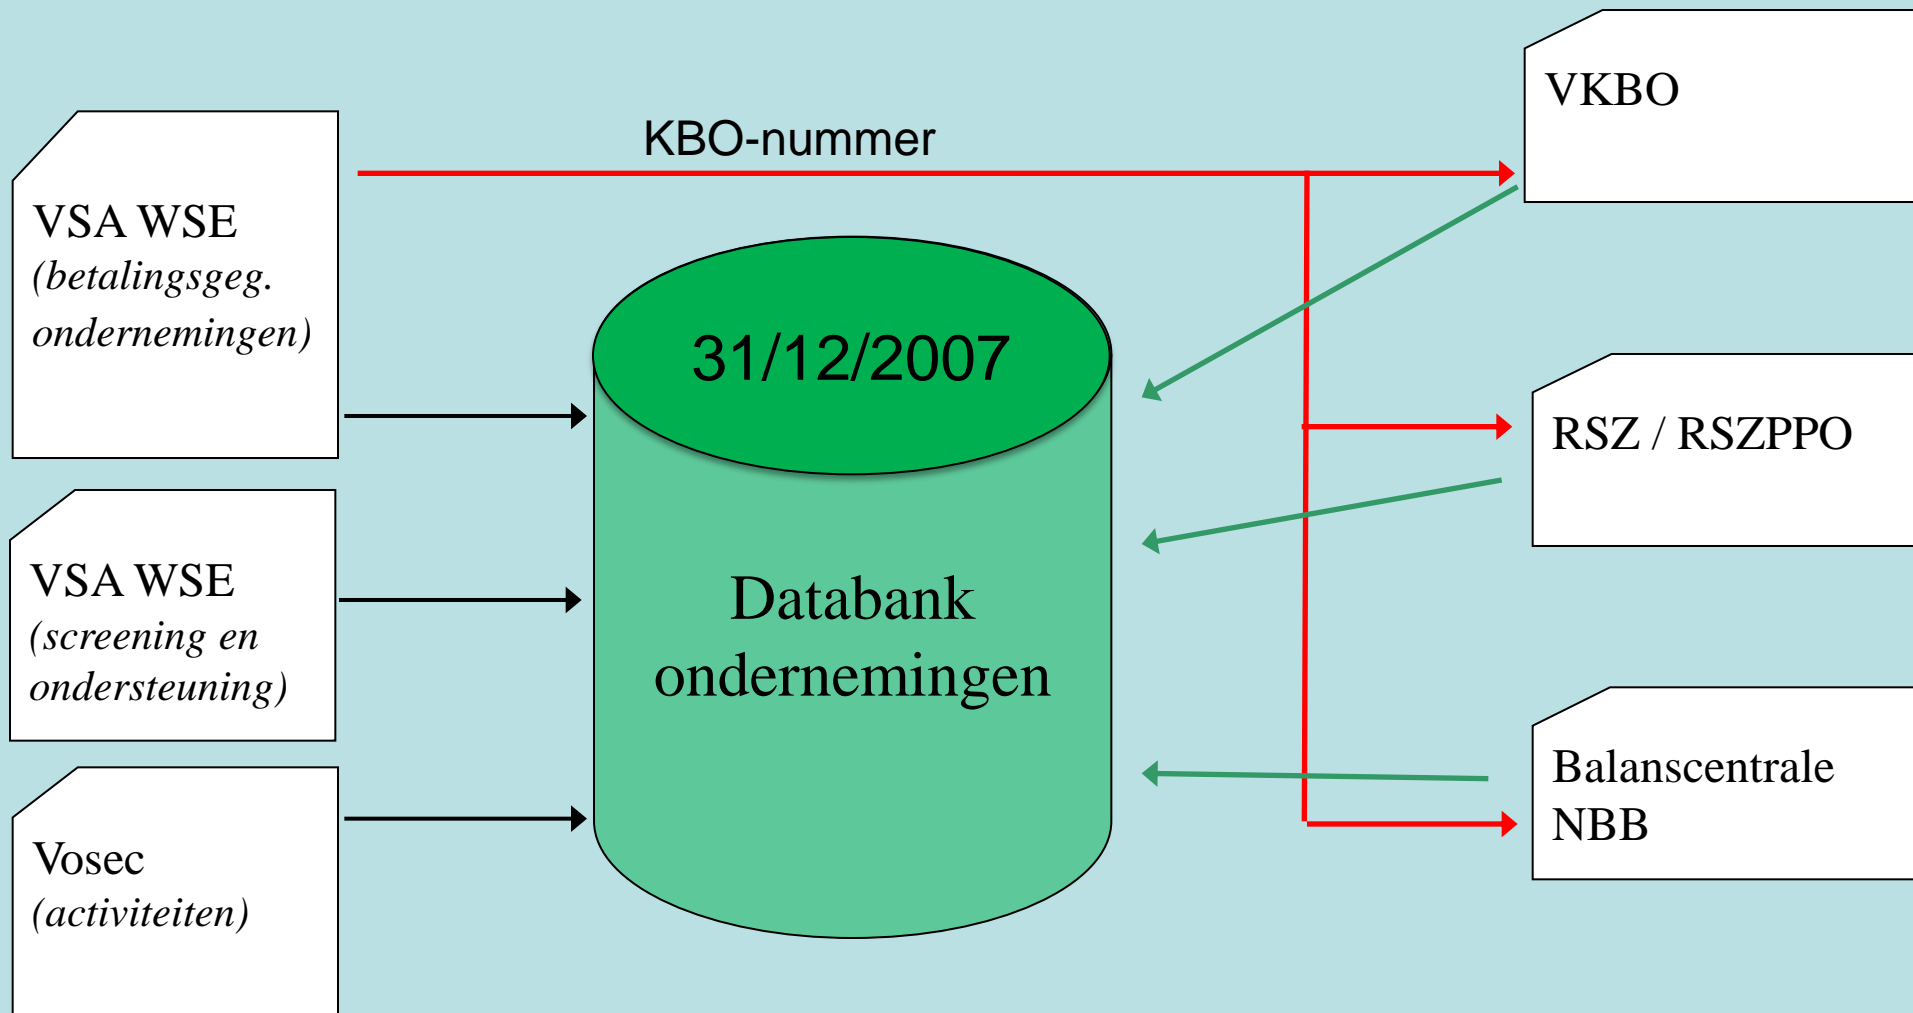 VSA WSE
(betalingsgeg.
ondernemingen)
VSA WSE
(screening en
ondersteuning)
Vosec
(activiteiten)
KBO-nummer
31/12/2007
Databank
ondernemingen
VKBO
RSZ / RSZPPO
Balanscentrale
NBB